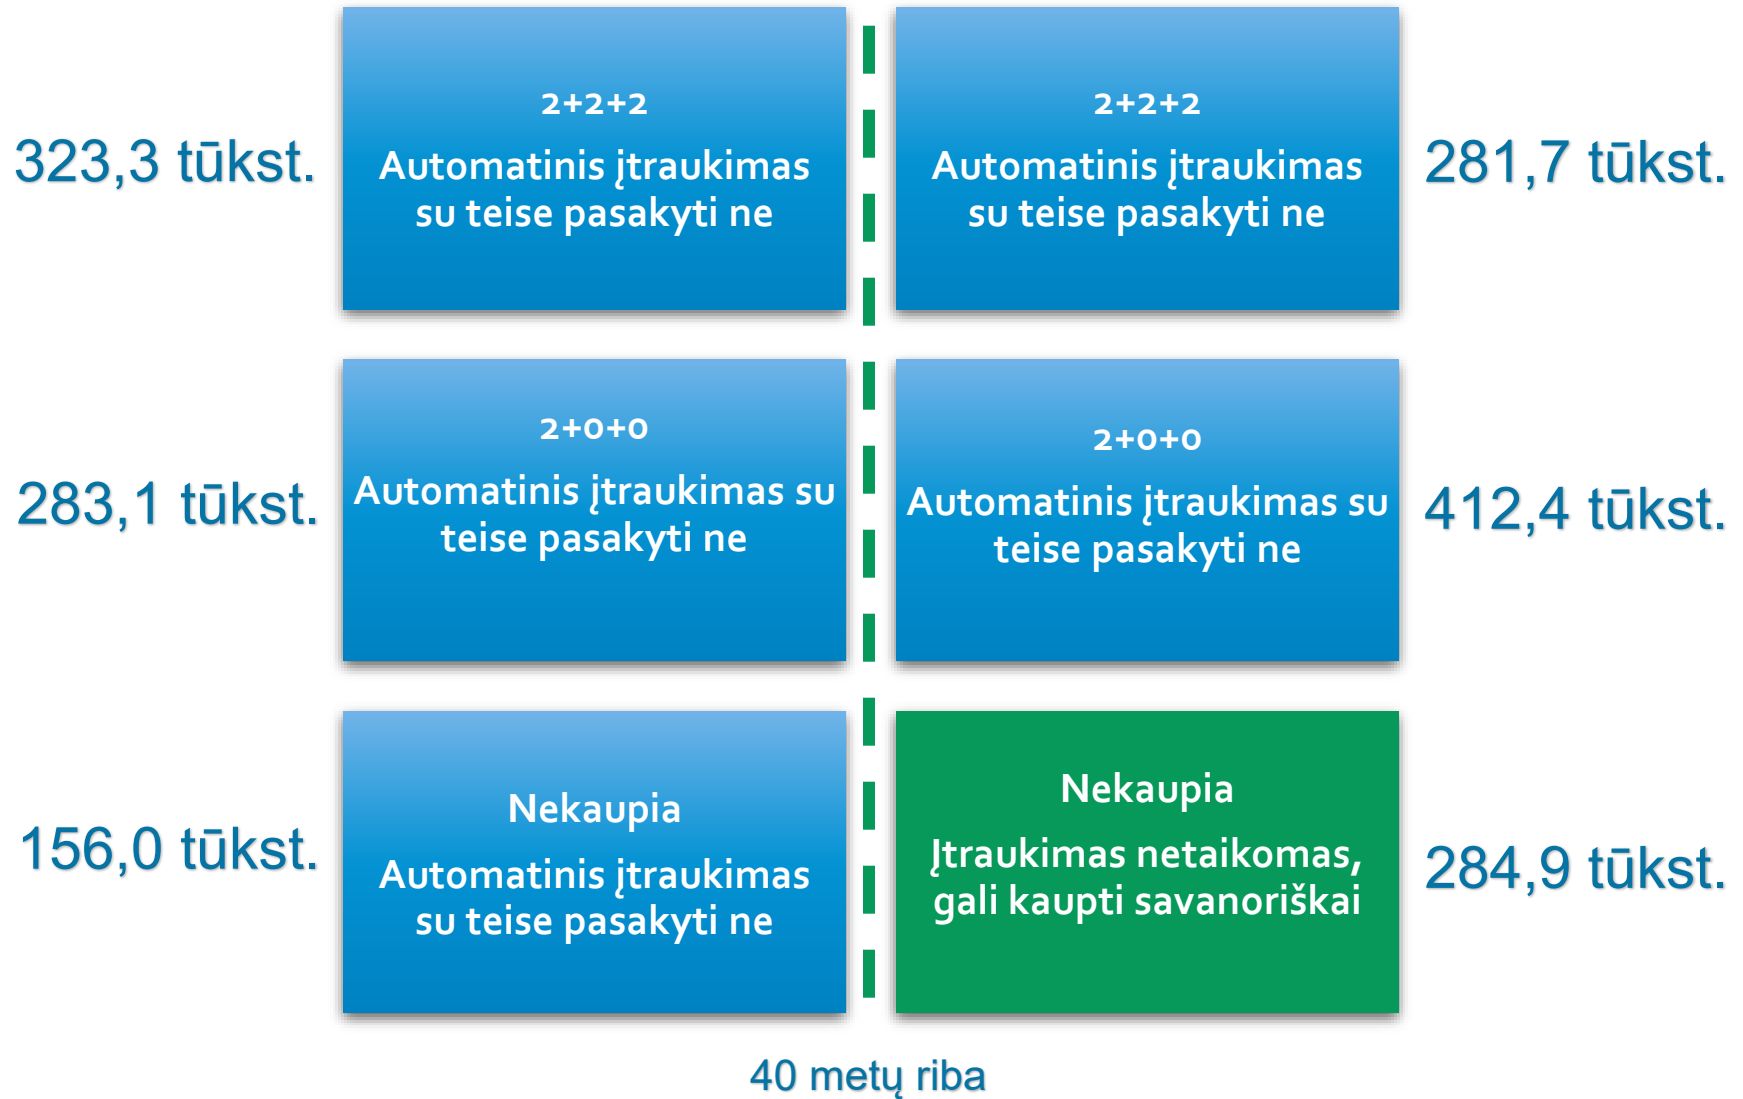 323,3 tūkst.
2+2+2
Automatinis įtraukimas
su teise pasakyti ne
2+2+2
Automatinis įtraukimas
su teise pasakyti ne
281,7 tūkst.
283,1 tūkst.
2+0+0
Automatinis įtraukimas su
teise pasakyti ne
2+0+0
Automatinis įtraukimas su
teise pasakyti ne
412,4 tūkst.
156,0 tūkst.
Nekaupia
Automatinis įtraukimas
su teise pasakyti ne
Nekaupia
Įtraukimas netaikomas,
gali kaupti savanoriškai
284,9 tūkst.
40 metų riba